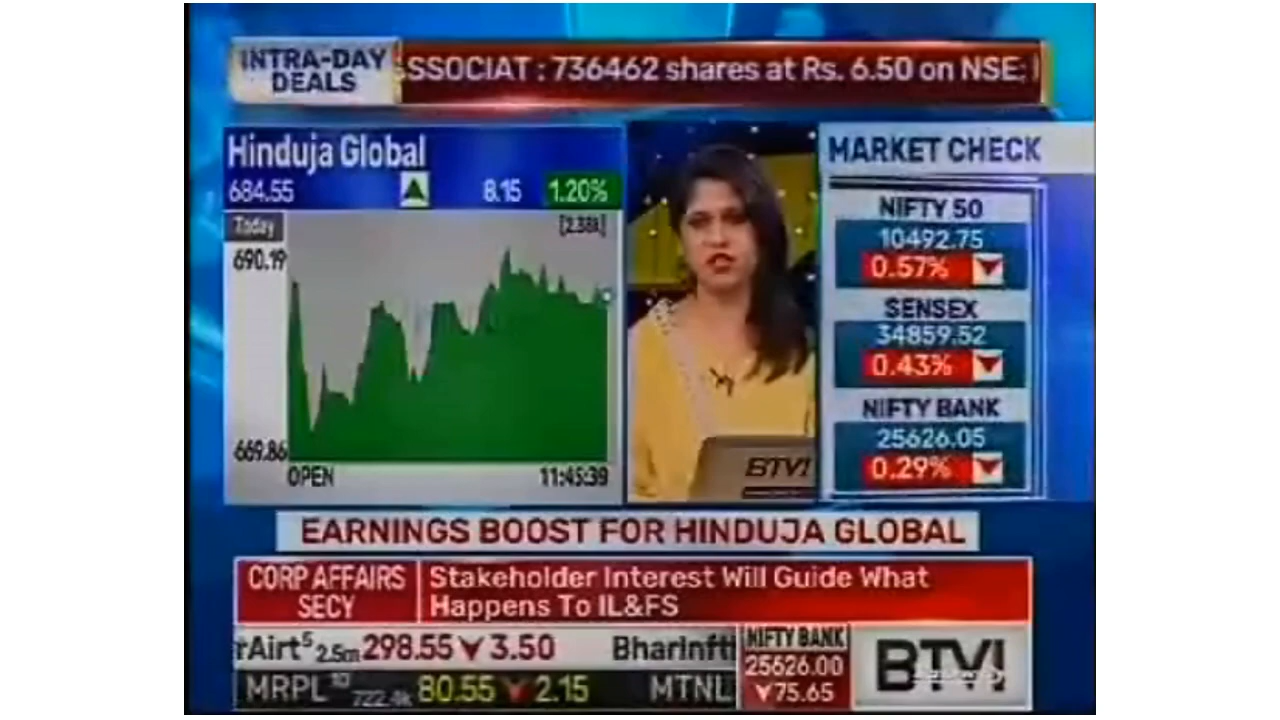 INTRA-DAY
DEALS
SSOCIAT : 736462 shares at Rs. 6.50 on NSE;
Hinduja Global
684.55 8.15 1.20%
Today [2.38k]
690.19
669.86
OPEN 11:45:39
BTVI
MARKET CHECK
NIFTY 50
10492.75
0.57%
SENSEX
34859.52
0.43%
NIFTY BANK
25626.05
0.29%
EARNINGS BOOST FOR HINDUJA GLOBAL
CORP AFFAIRS
SECY
Stakeholder Interest Will Guide What
Happens To IL&FS
rAirt 5 2.5m 298.55 3.50 BharInft
MRPL 10 722.4k 80.55 2.15 MTNL
NIFTY BANK
25626.00
75.65
BTVI